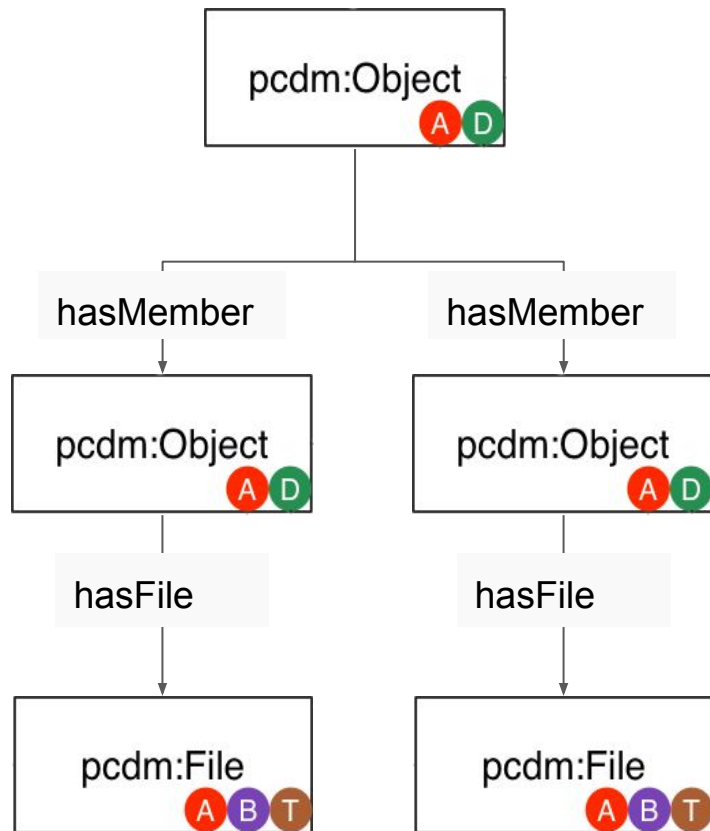 pcdm:Object
A D
hasMember hasMember
pcdm:Object pcdm:Object
A D A D
hasFile hasFile
pcdm:File pcdm:File
A B T A B T